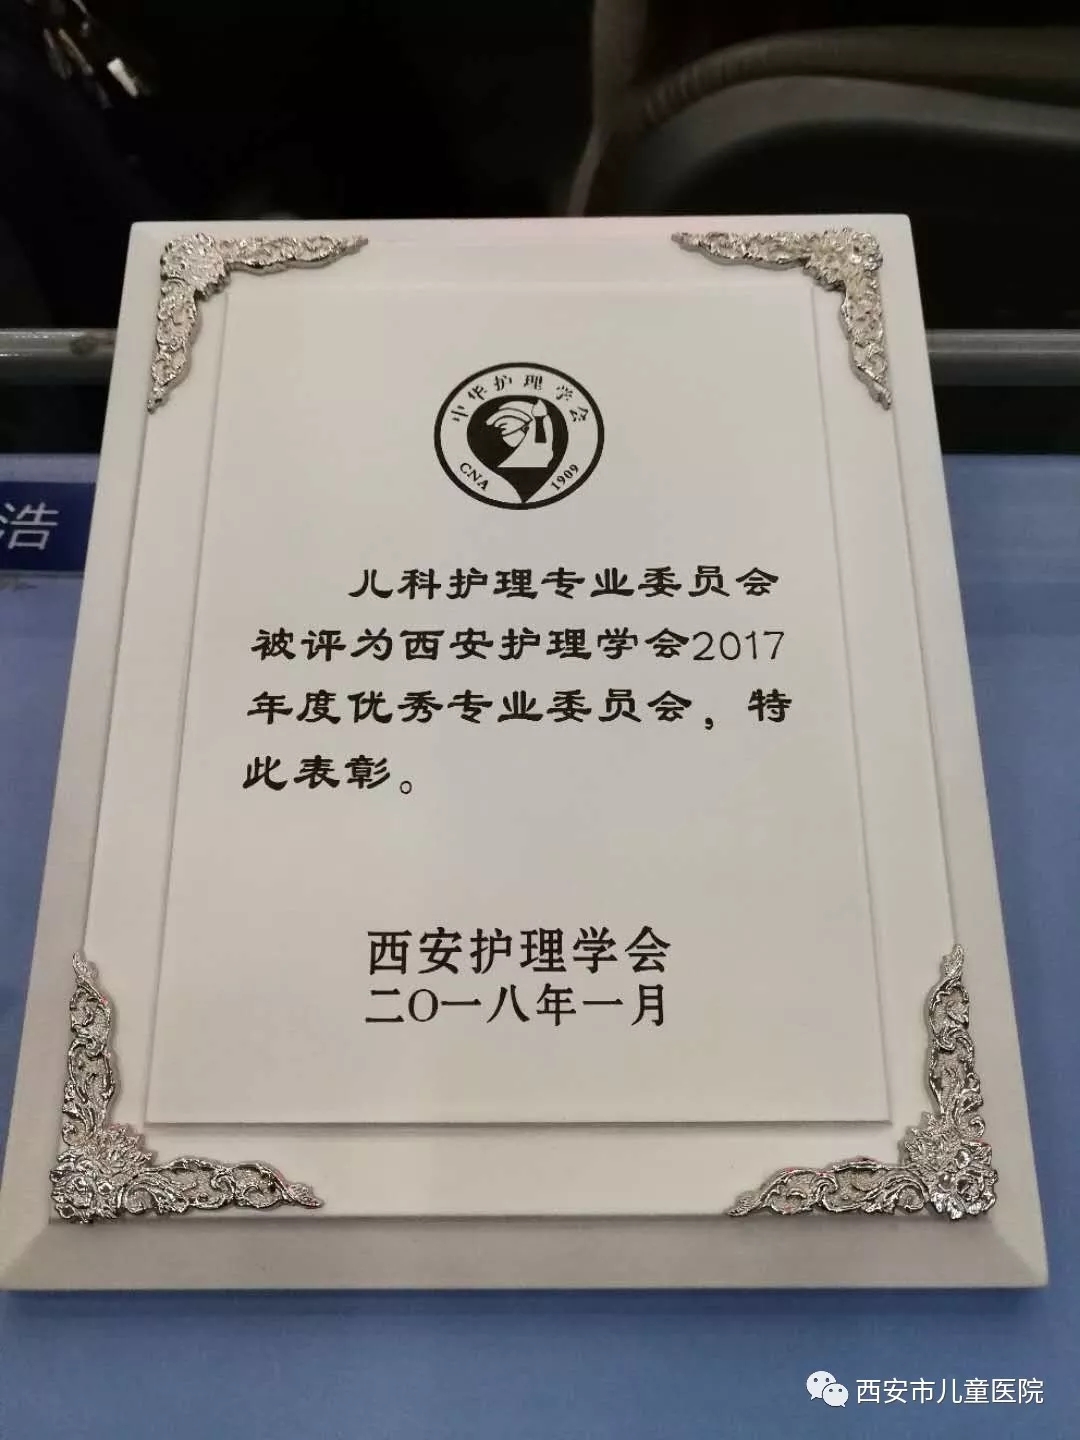 中华护理学会
CNA 1909
浩
儿科护理专业委员会
被评为西安护理学会2017
年度优秀专业委员会，特
此表彰。
西安护理学会
二〇一八年一月
西安市儿童医院